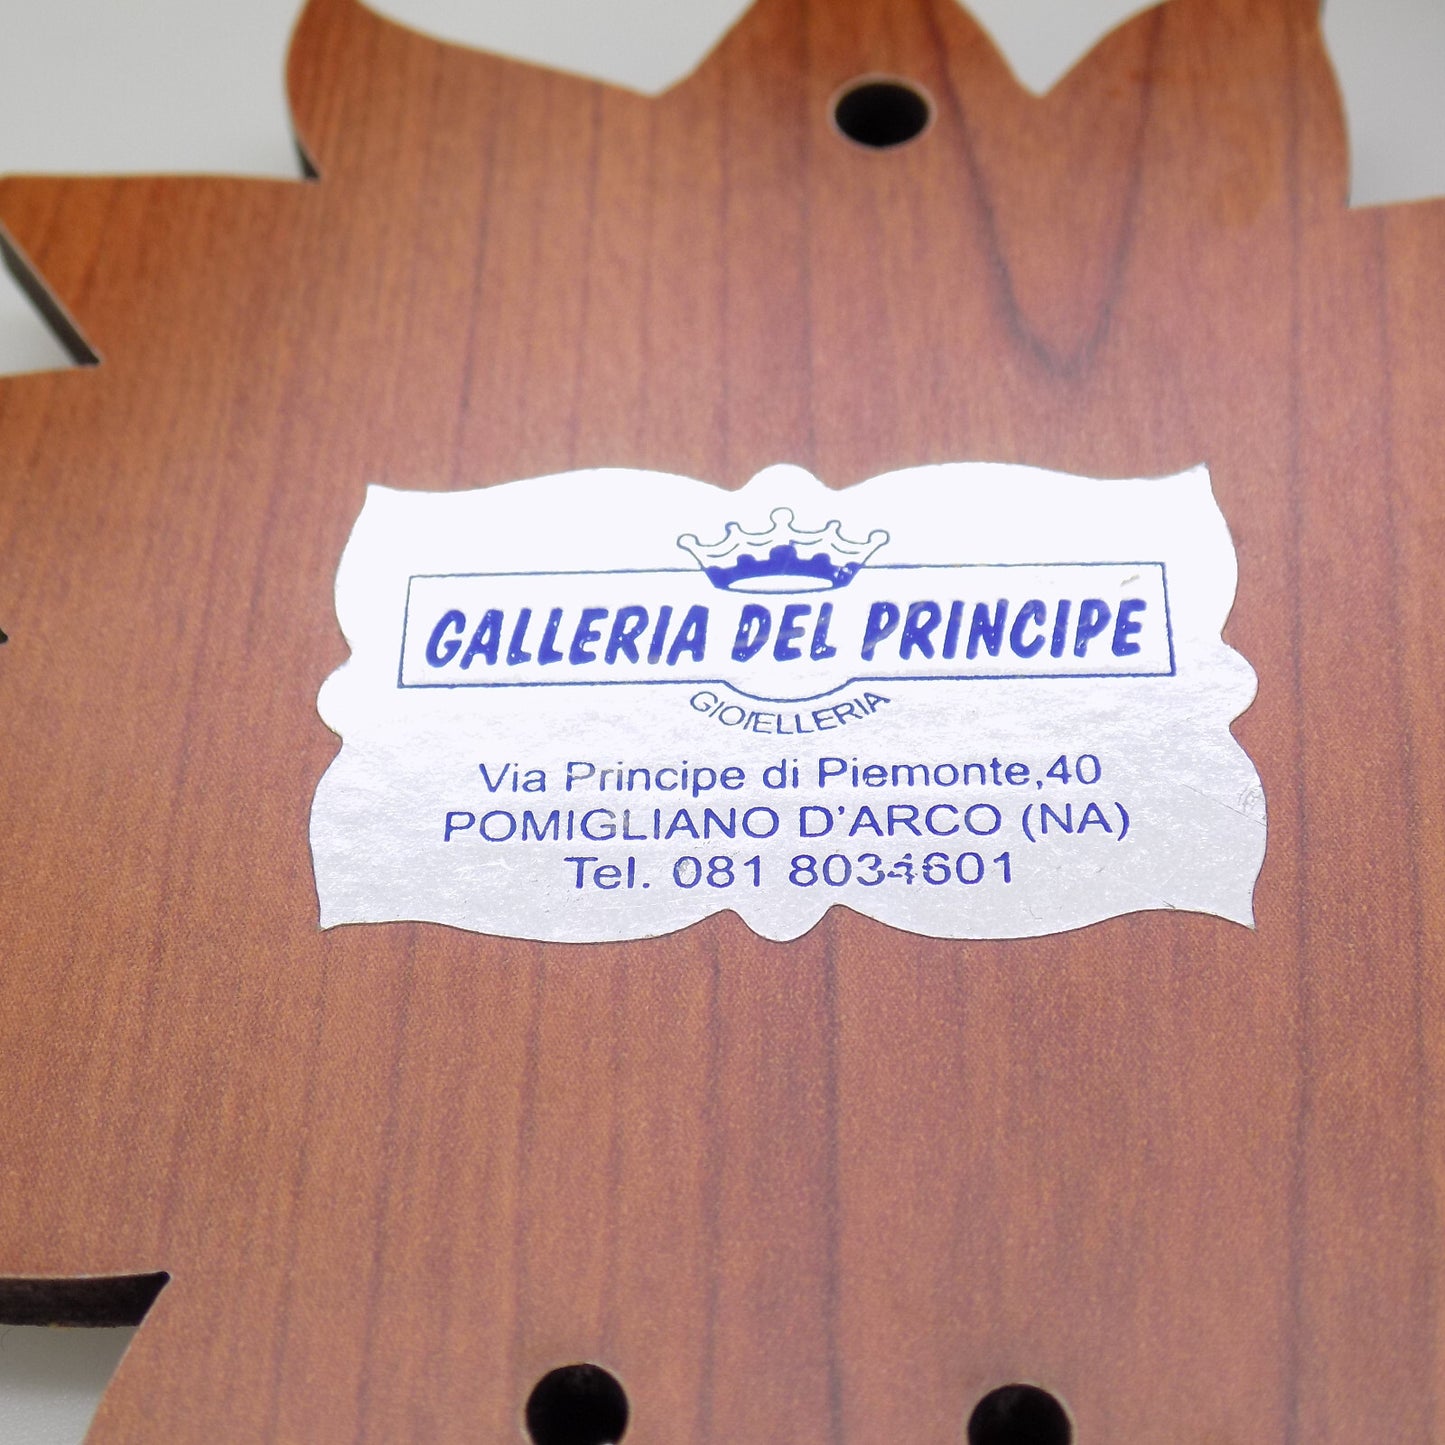 GALLERIA DEL PRINCIPE
GIOIELLERIA
Via Principe di Piemonte,40
POMIGLIANO D'ARCO (NA)
Tel. 081 8034601